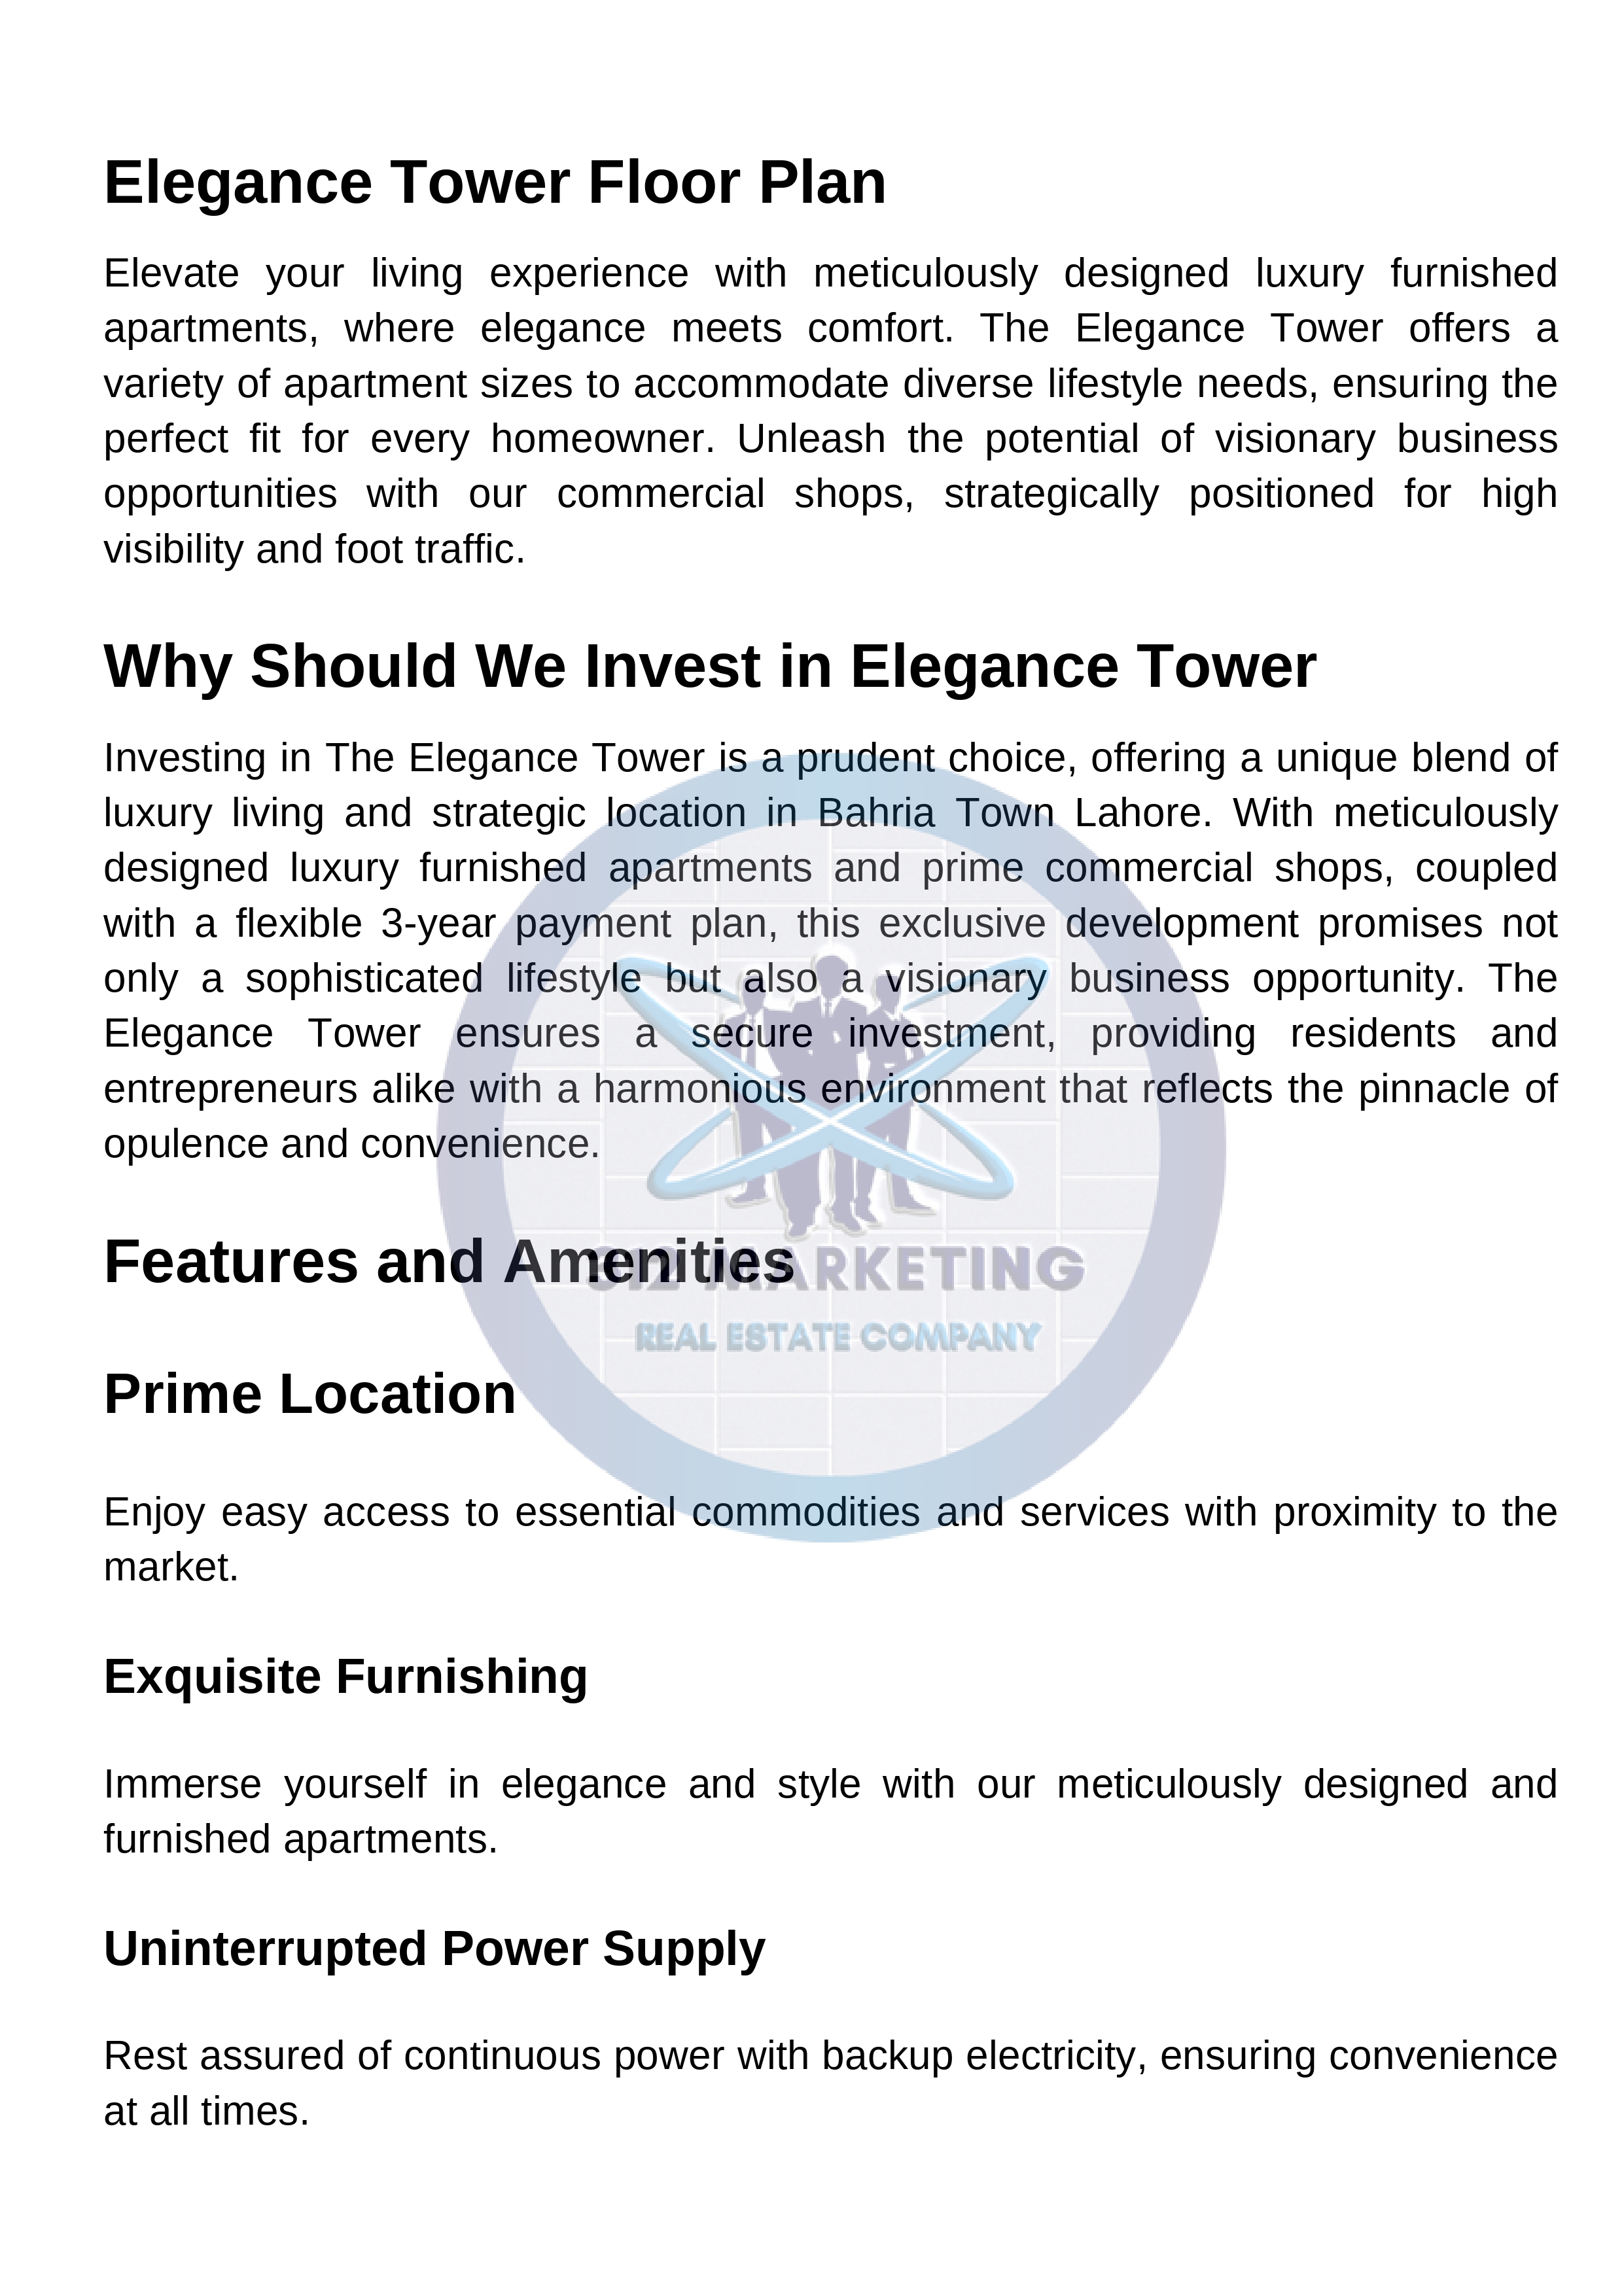 Elegance Tower Floor Plan
Elevate your living experience with meticulously designed luxury furnished
apartments, where elegance meets comfort. The Elegance Tower offers a
variety of apartment sizes to accommodate diverse lifestyle needs, ensuring the
perfect fit for every homeowner. Unleash the potential of visionary business
opportunities with our commercial shops, strategically positioned for high
visibility and foot traffic.
Why Should We Invest in Elegance Tower
Investing in The Elegance Tower is a prudent choice, offering a unique blend of
luxury living and strategic location in Bahria Town Lahore. With meticulously
designed luxury furnished apartments and prime commercial shops, coupled
with a flexible 3-year payment plan, this exclusive development promises not
only a sophisticated lifestyle but also a visionary business opportunity. The
Elegance Tower ensures a secure investment, providing residents and
entrepreneurs alike with a harmonious environment that reflects the pinnacle of
opulence and convenience.
Features and Amenities
MARKETING
REAL ESTATE COMPANY
Prime Location
Enjoy easy access to essential commodities and services with proximity to the
market.
Exquisite Furnishing
Immerse yourself in elegance and style with our meticulously designed and
furnished apartments.
Uninterrupted Power Supply
Rest assured of continuous power with backup electricity, ensuring convenience
at all times.